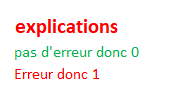 explications
pas d'erreur donc 0
Erreur donc 1